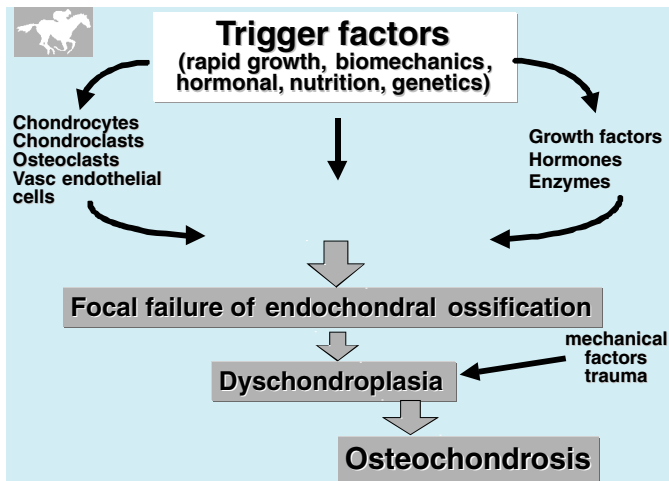 Trigger factors
(rapid growth, biomechanics,
hormonal, nutrition, genetics)
Chondrocytes
Chondroclasts
Osteoclasts
Vasc endothelial
cells
Growth factors
Hormones
Enzymes
Focal failure of endochondral ossification
mechanical
factors
trauma
Dyschondroplasia
Osteochondrosis